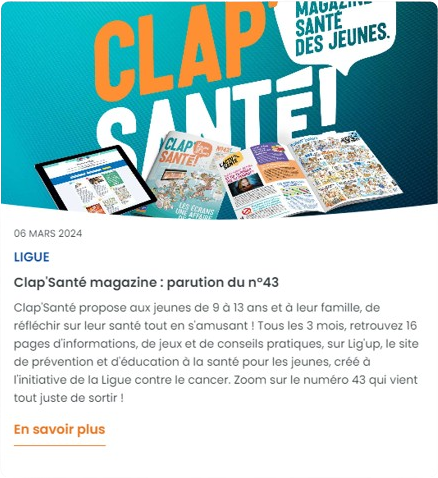 MAGAZINE
SANTÉ
DES JEUNES.
CLAP'
SANTÉ!
CLAP
SANTÉ!
N°43
LES ÉCRANS
UNE AFFAIRE
06 MARS 2024
LIGUE
Clap'Santé magazine : parution du n°43
Clap'Santé propose aux jeunes de 9 à 13 ans et à leur famille, de
réfléchir sur leur santé tout en s'amusant ! Tous les 3 mois, retrouvez 16
pages d'informations, de jeux et de conseils pratiques, sur Lig'up, le site
de prévention et d'éducation à la santé pour les jeunes, créé à
l'initiative de la Ligue contre le cancer. Zoom sur le numéro 43 qui vient
tout juste de sortir !
En savoir plus